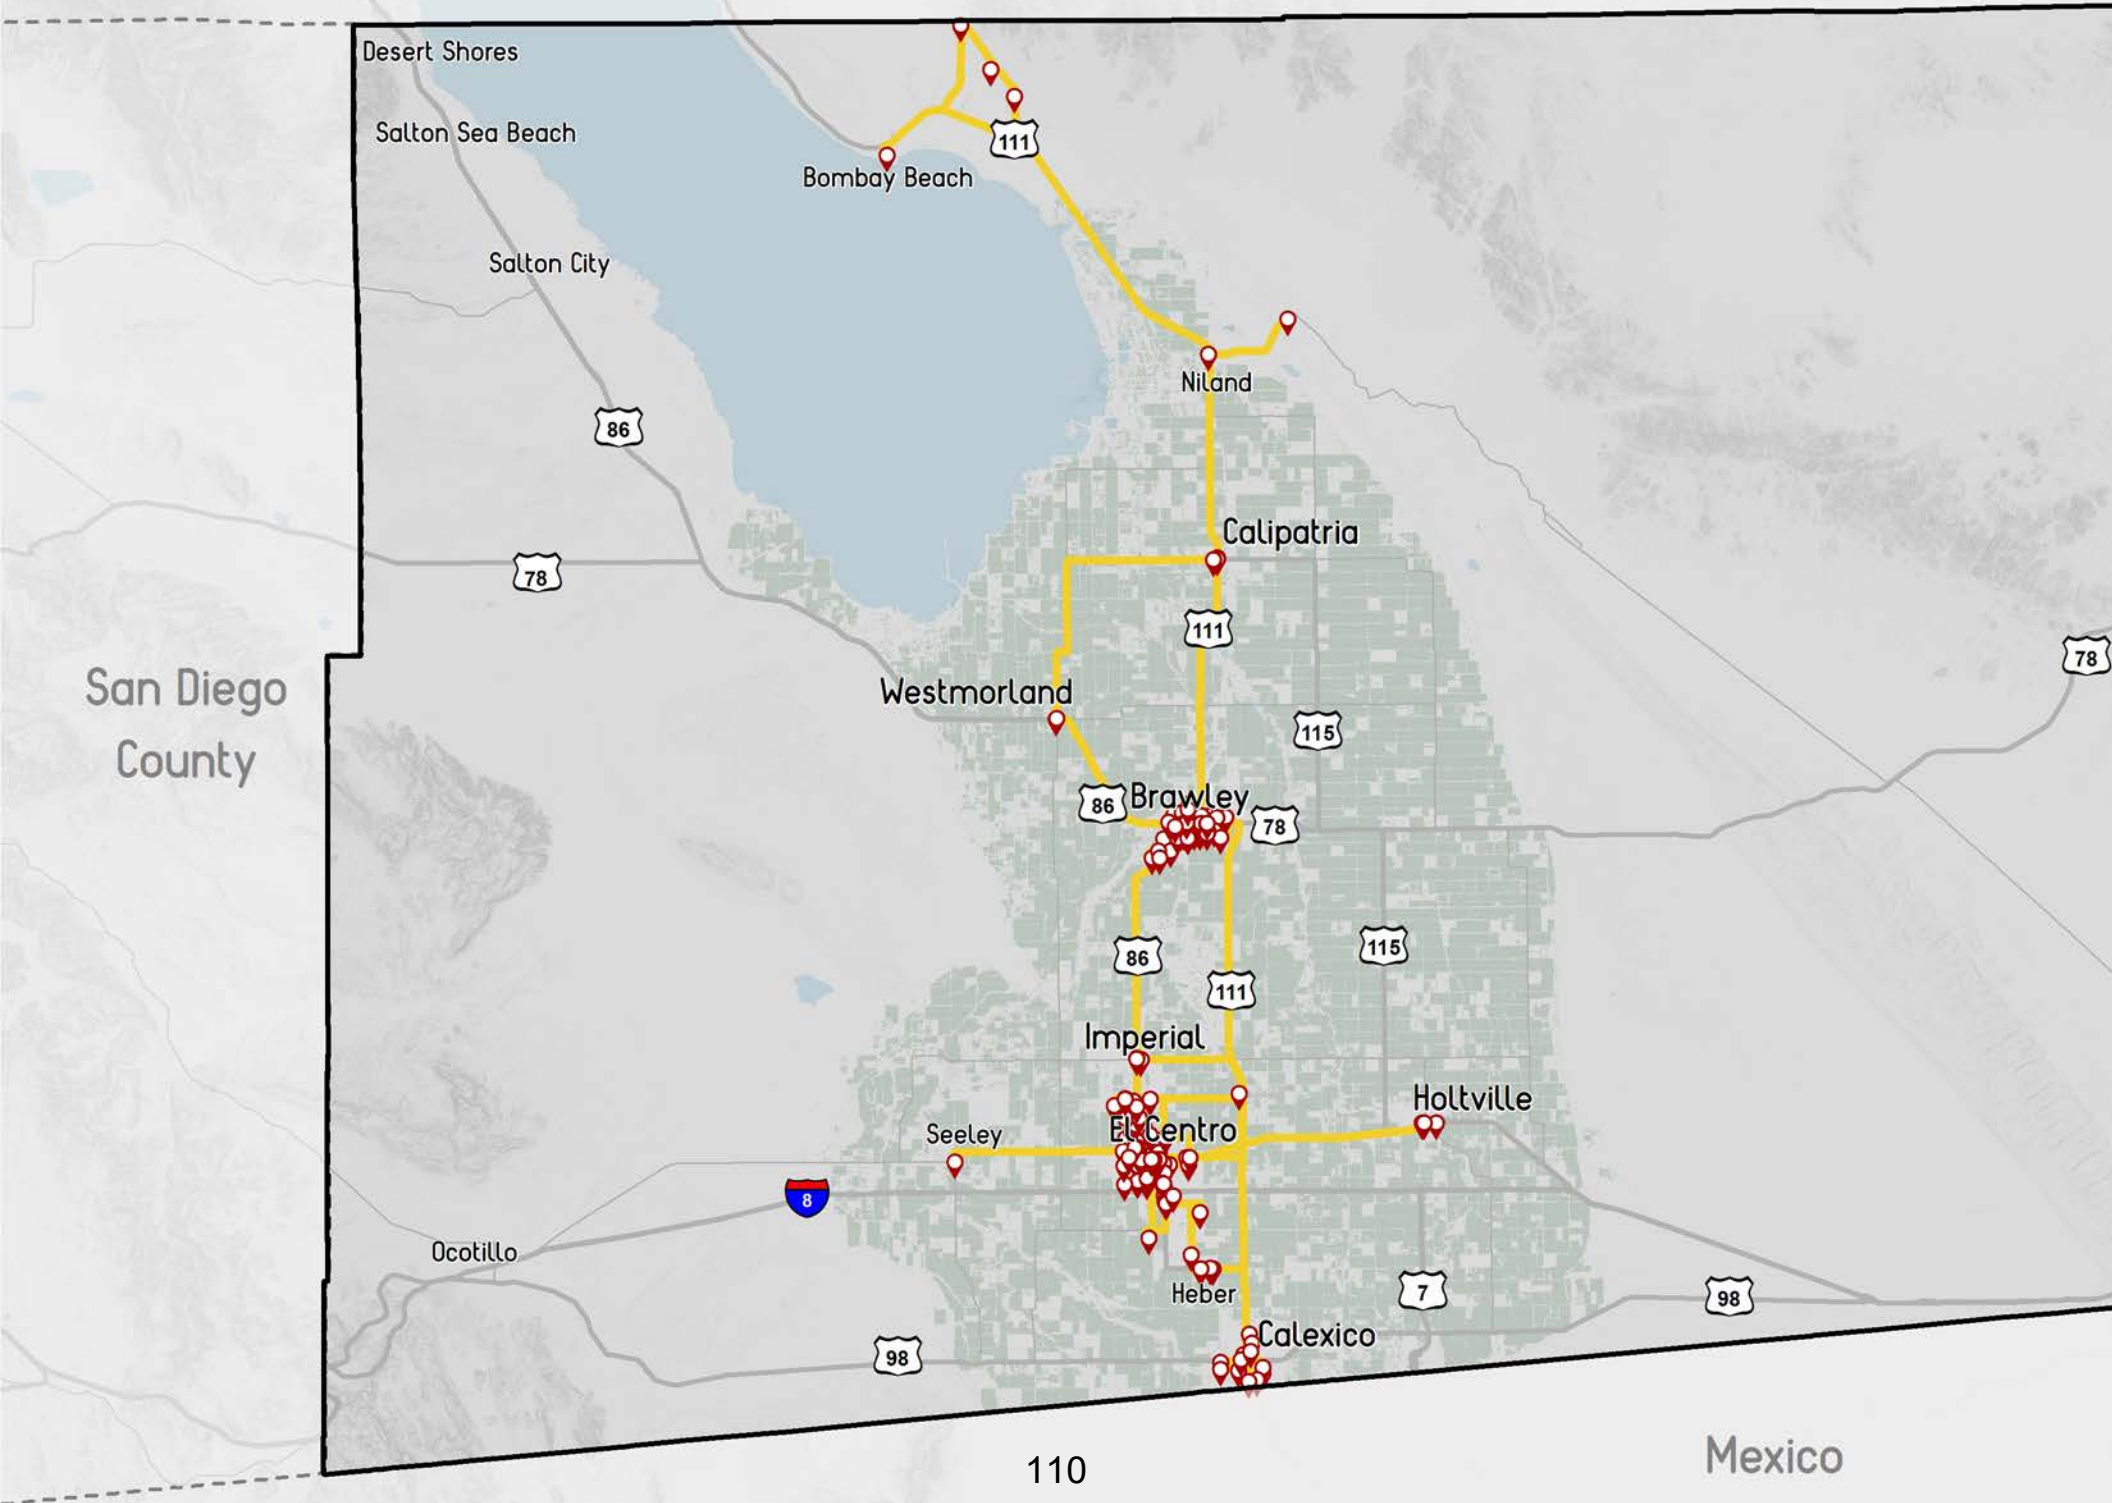 Desert Shores
Salton Sea Beach
111
Bombay Beach
Salton City
Niland
86
Calipatria
78
111
78
San Diego
County
Westmorland
115
86
Brawley
78
86
115
111
Imperial
Holtville
Seeley
El Centro
8
Ocotillo
Heber
7
98
Calexico
98
Mexico
110